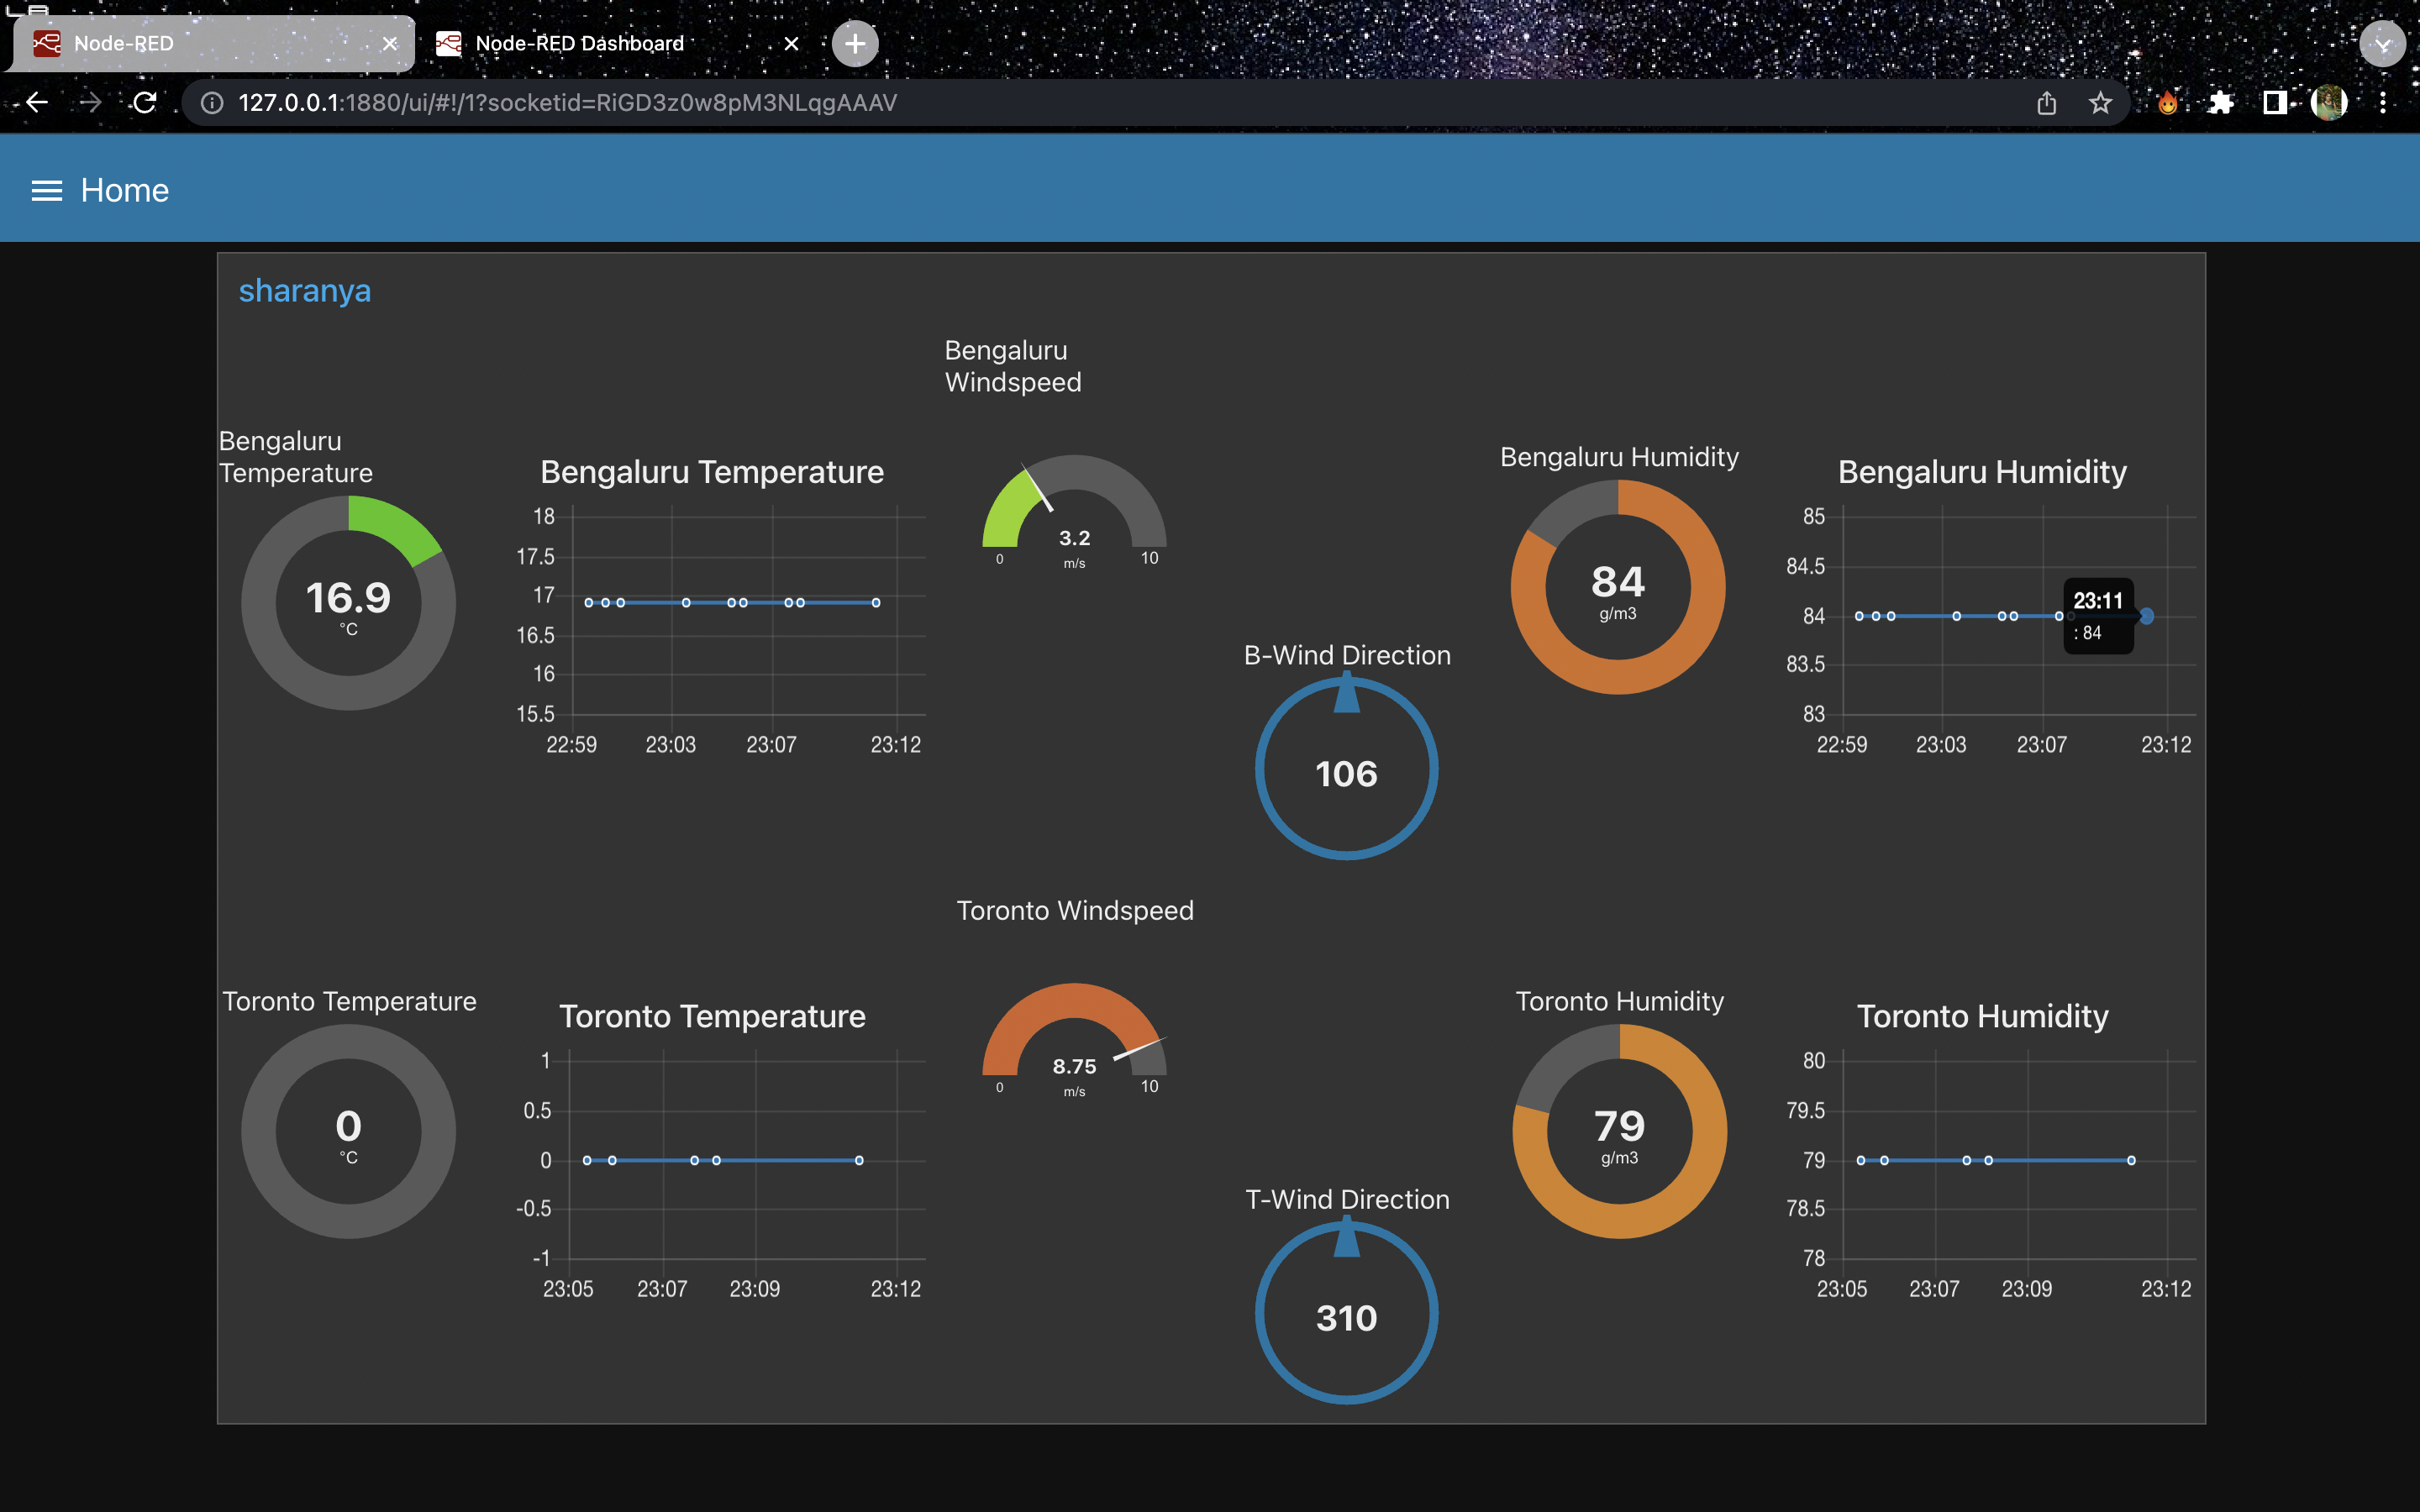 Node-RED
Node-RED Dashboard
127.0.0.1:1880/ui/#!/1?socketid=RiGD3z0w8pM3NLqgAAAV
Home
sharanya
Bengaluru
Temperature
16.9
°C
Bengaluru Temperature
18
17.5
17
16.5
16
15.5
22:59 23:03 23:07 23:12
Bengaluru
Windspeed
3.2
m/s
0 10
B-Wind Direction
106
Bengaluru Humidity
84
g/m3
Bengaluru Humidity
85
84.5
84
83.5
83
22:59 23:03 23:07 23:12
23:11
: 84
Toronto Temperature
0
°C
Toronto Temperature
1
0.5
0
-0.5
-1
23:05 23:07 23:09 23:12
Toronto Windspeed
8.75
m/s
0 10
T-Wind Direction
310
Toronto Humidity
79
g/m3
Toronto Humidity
80
79.5
79
78.5
78
23:05 23:07 23:09 23:12